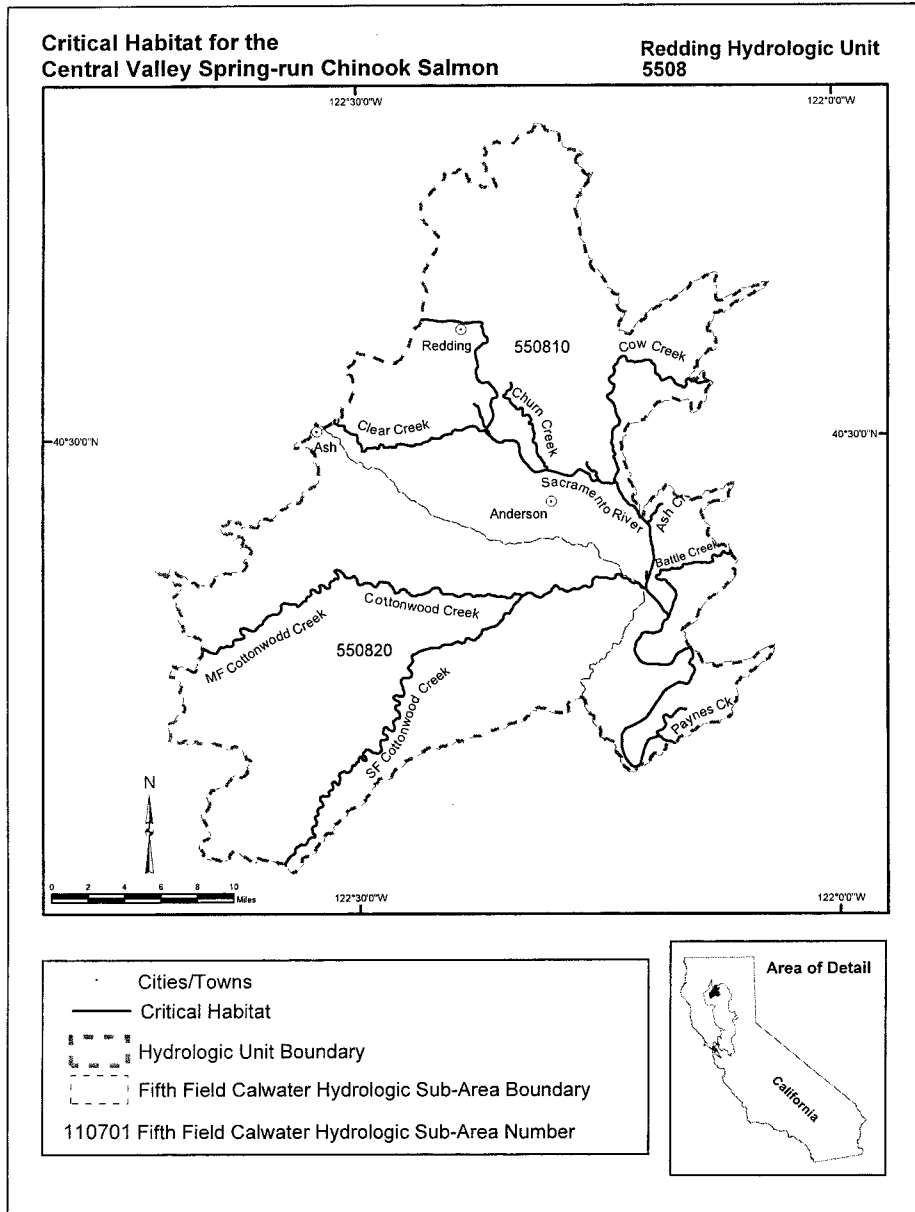 Critical Habitat for the
Central Valley Spring-run Chinook Salmon
Redding Hydrologic Unit
5508
122°30'0"W
122°0'0"W
Redding
550810
Cow Creek
Churn Creek
Clear Creek
40°30'0"N
40°30'0"N
Ash
Sacramento River
Anderson
Ash Cr
Battle Creek
Cottonwood Creek
MF Cottonwodd Creek
550820
SF Cottonwood Creek
Paynes Ck
N
0 2 4 6 8 10
Miles
122°30'0"W
122°0'0"W
Cities/Towns
Critical Habitat
Hydrologic Unit Boundary
Fifth Field Calwater Hydrologic Sub-Area Boundary
110701 Fifth Field Calwater Hydrologic Sub-Area Number
Area of Detail
California